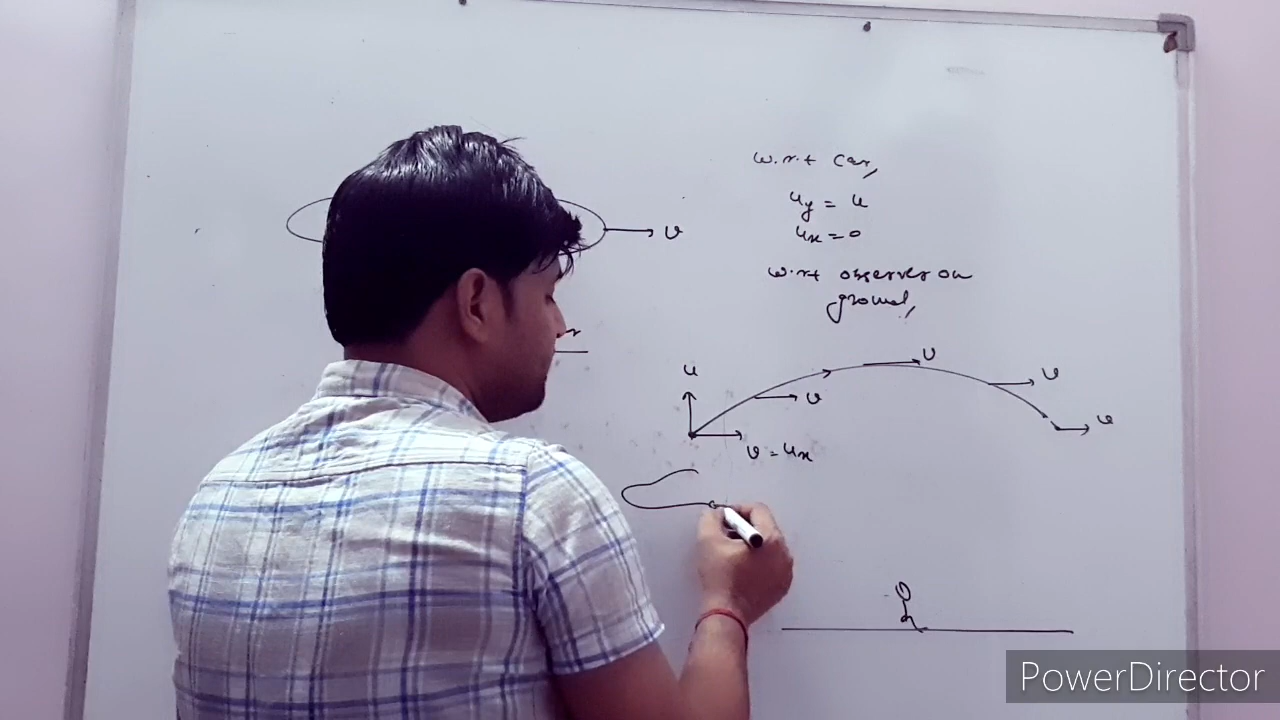 w.r.t car,
uy = u
ux = 0
v
w.r.t observer on
ground,
x
u
v
v
v
v
v = ux
PowerDirector